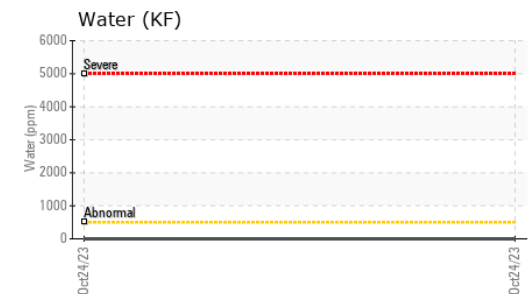 Water (KF)
Water (ppm)
6000
5000
4000
3000
2000
1000
0
Severe
Abnormal
Oct24/23
Oct24/23